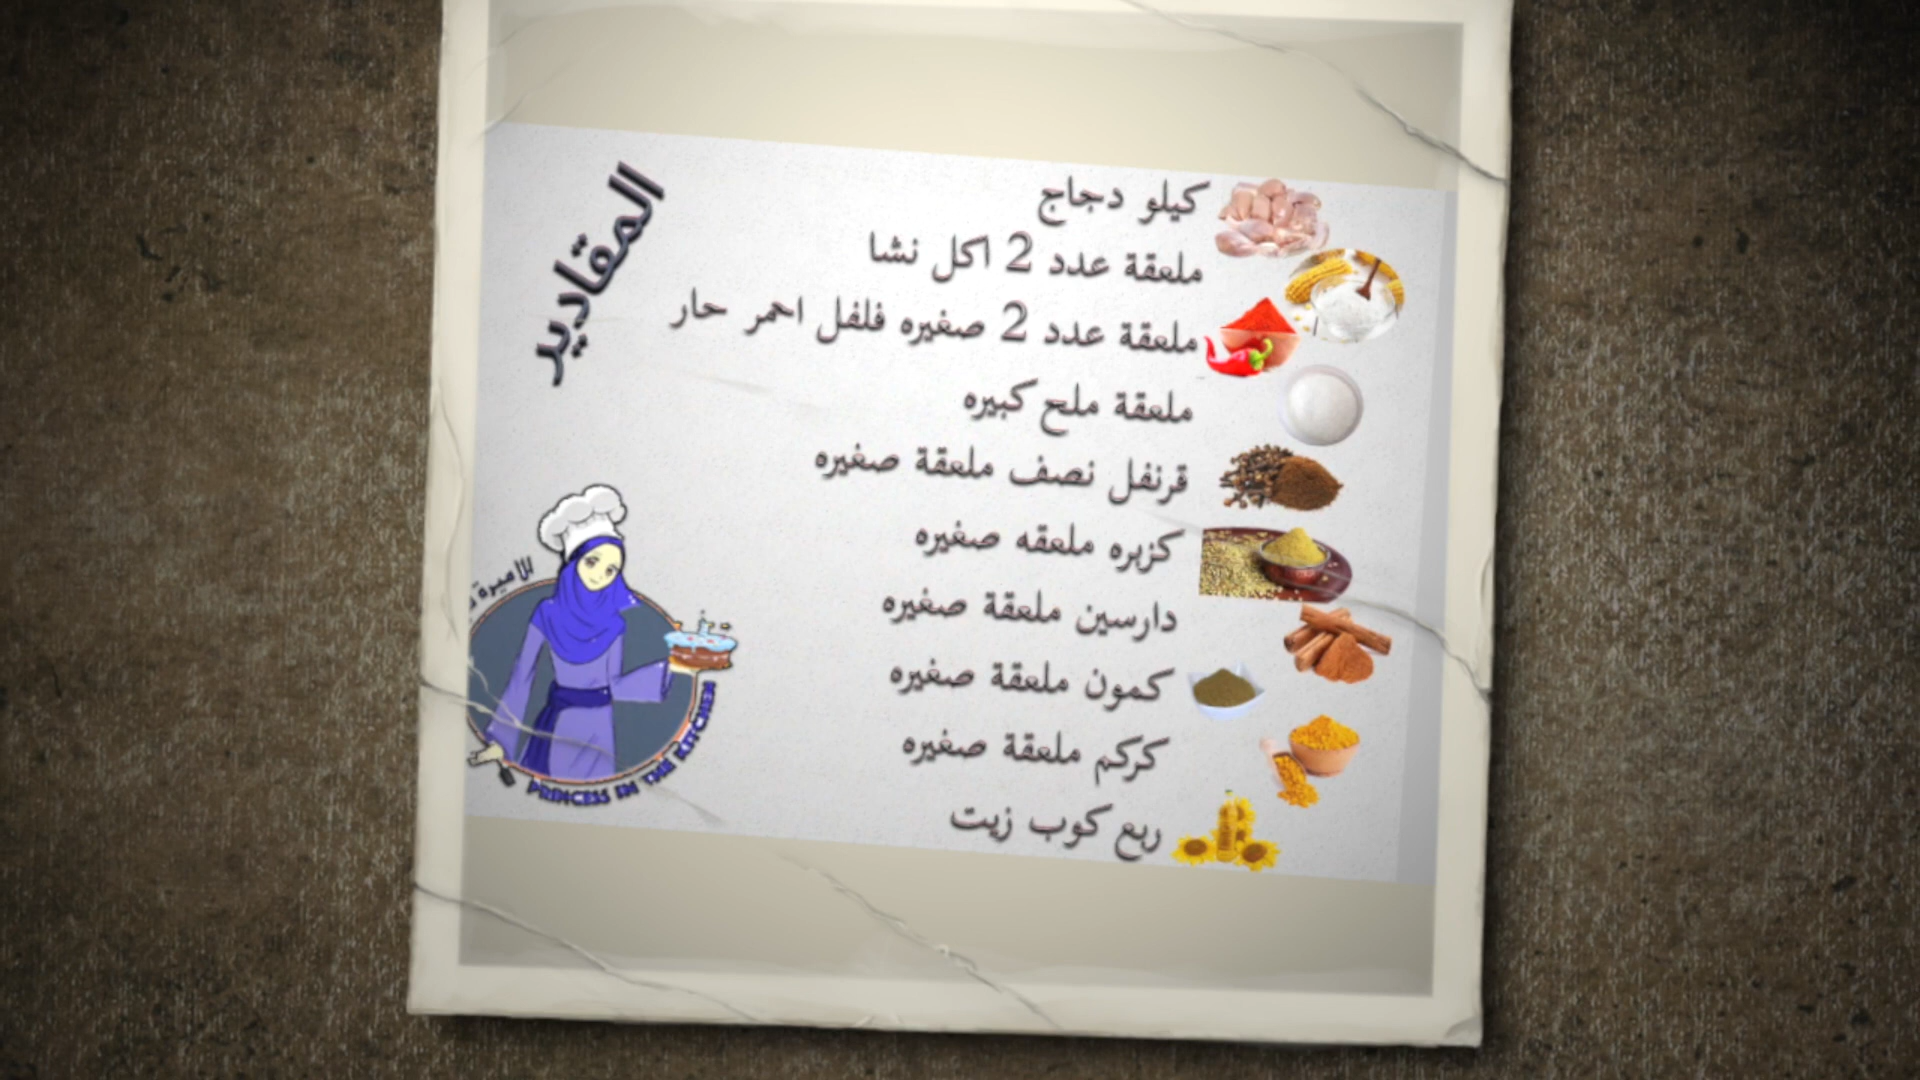 المقادير
كيلو دجاج
ملعقة عدد 2 اكل نشا
ملعقة عدد 2 صغيره فلفل احمر حار
ملعقة ملح كبيره
قرنفل نصف ملعقة صغيره
كزبره ملعقه صغيره
دارسين ملعقة صغيره
كمون ملعقة صغيره
كركم ملعقة صغيره
ربع كوب زيت
الأميرة
PRINCESS IN THE KITCHEN